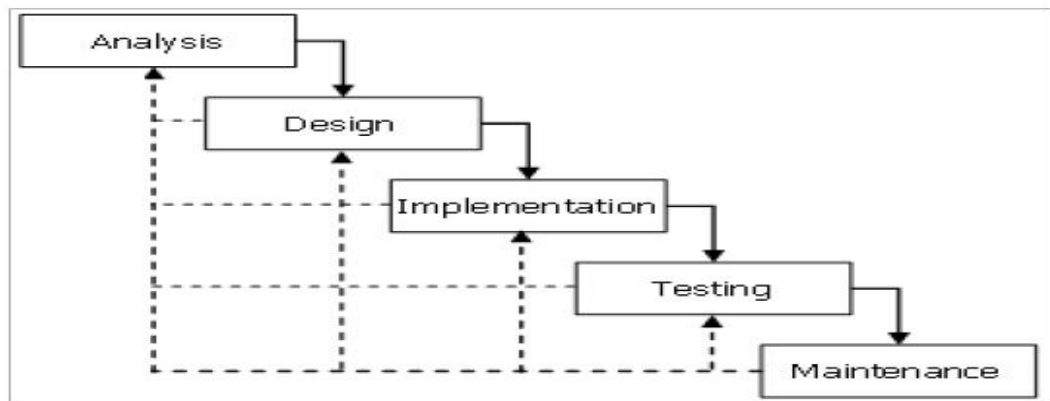 Analysis
Design
Implementation
Testing
Maintenance